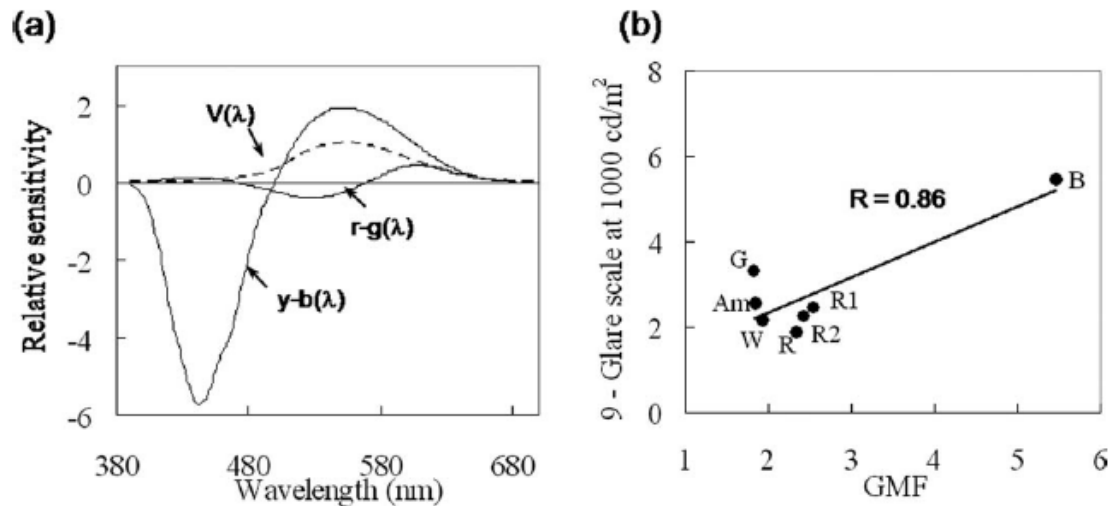 (a)
Relative sensitivity
2
0
-2
-4
-6
V(λ)
r-g(λ)
y-b(λ)
380 480 580 680
Wavelength (nm)
(b)
9 - Glare scale at 1000 cd/m²
8
6
4
2
0
R = 0.86
B
G
Am
W
R
R1
R2
1 2 3 4 5 6
GMF